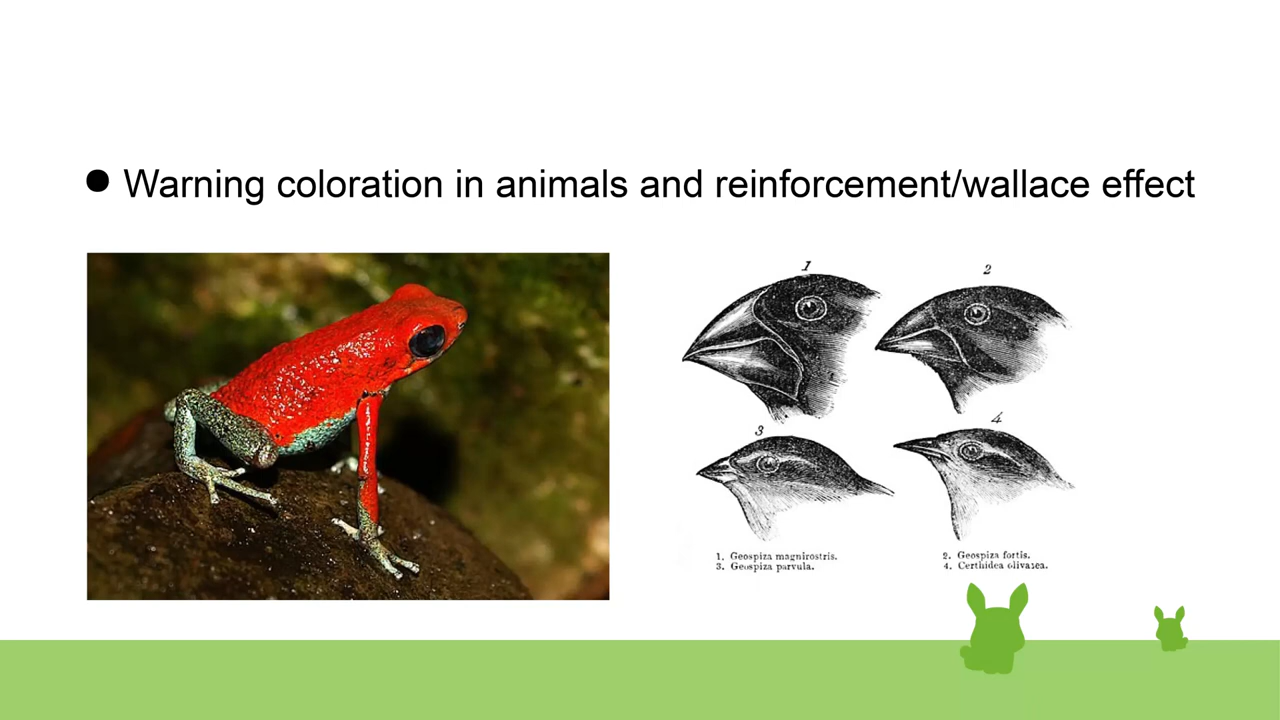 ● Warning coloration in animals and reinforcement/wallace effect
1
2
3
4
1. Geospiza magnirostris.
2. Geospiza fortis.
3. Geospiza parvula.
4. Certhidea olivasea.